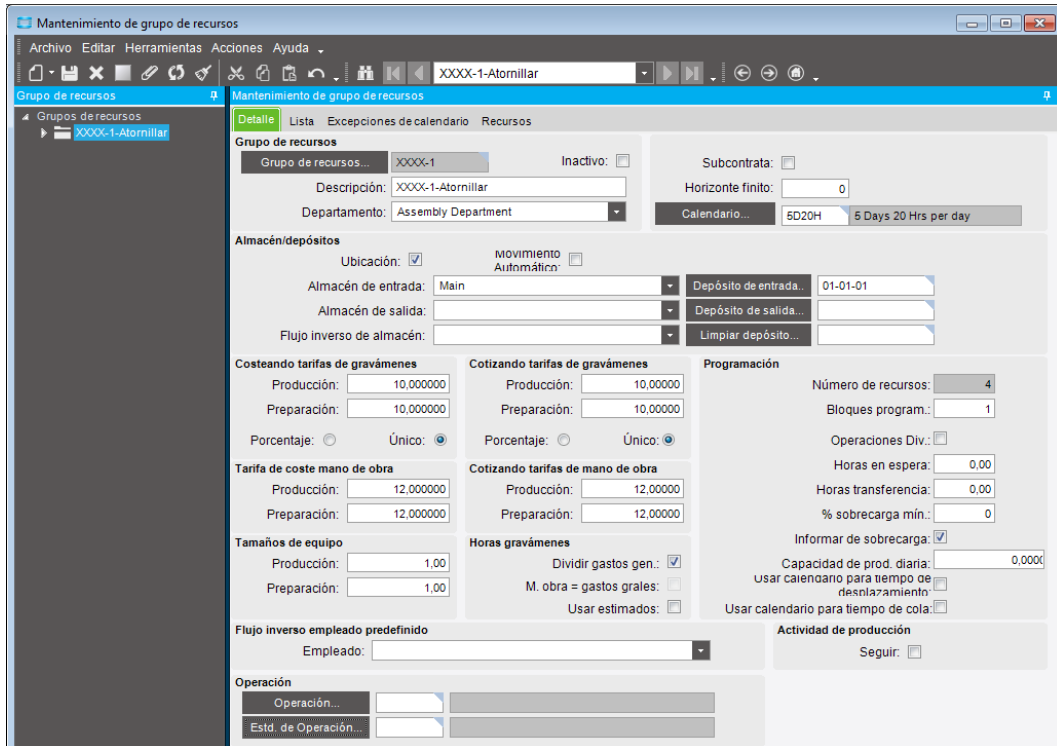 Mantenimiento de grupo de recursos
Archivo Editar Herramientas Acciones Ayuda
XXXX-1-Atornillar
Grupo de recursos Mantenimiento de grupo de recursos
Grupos de recursos
XXXX-1-Atornillar
Detalle Lista Excepciones de calendario Recursos
Grupo de recursos
Grupo de recursos... XXXX-1 Inactivo: Subcontrata:
Descripción: XXXX-1-Atornillar Horizonte finito: 0
Departamento: Assembly Department Calendario... 5D20H 5 Days 20 Hrs per day
Almacén/depósitos
Ubicación: Movimiento Automático:
Almacén de entrada: Main Depósito de entrada.. 01-01-01
Almacén de salida: Depósito de salida...
Flujo inverso de almacén: Limpiar depósito...
Costeando tarifas de gravámenes Cotizando tarifas de gravámenes Programación
Producción: 10,000000 Producción: 10,00000 Número de recursos: 4
Preparación: 10,000000 Preparación: 10,00000 Bloques program.: 1
Porcentaje: Único: Porcentaje: Único: Operaciones Div.:
Tarifa de coste mano de obra Cotizando tarifas de mano de obra Horas en espera: 0,00
Producción: 12,000000 Producción: 12,00000 Horas transferencia: 0,00
Preparación: 12,000000 Preparación: 12,00000 % sobrecarga mín.: 0
Tamaños de equipo Horas gravámenes Informar de sobrecarga:
Producción: 1,00 Dividir gastos gen.: Capacidad de prod. diaria: 0,0000
Preparación: 1,00 M. obra = gastos grales: Usar calendario para tiempo de desplazamiento:
Usar estimados: Usar calendario para tiempo de cola:
Flujo inverso empleado predefinido Actividad de producción
Empleado: Seguir:
Operación
Operación...
Estd. de Operación...